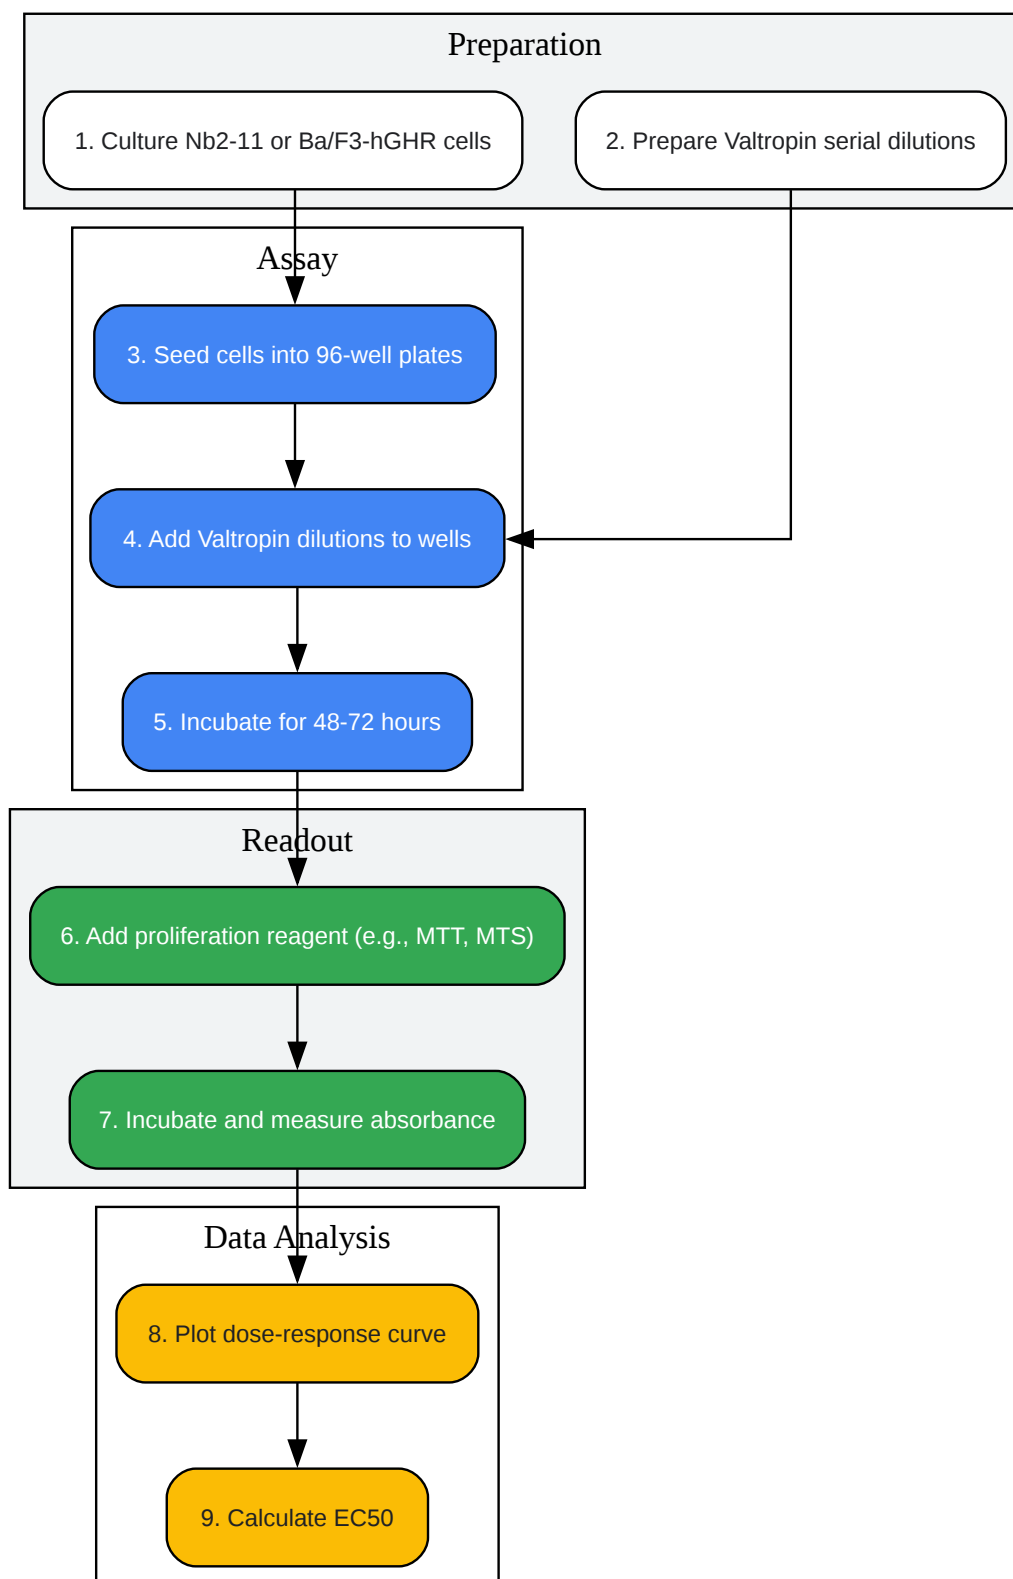 Preparation
1. Culture Nb2-11 or Ba/F3-hGHR cells
2. Prepare Valtropin serial dilutions
Assay
3. Seed cells into 96-well plates
4. Add Valtropin dilutions to wells
5. Incubate for 48-72 hours
Readout
6. Add proliferation reagent (e.g., MTT, MTS)
7. Incubate and measure absorbance
Data Analysis
8. Plot dose-response curve
9. Calculate EC50